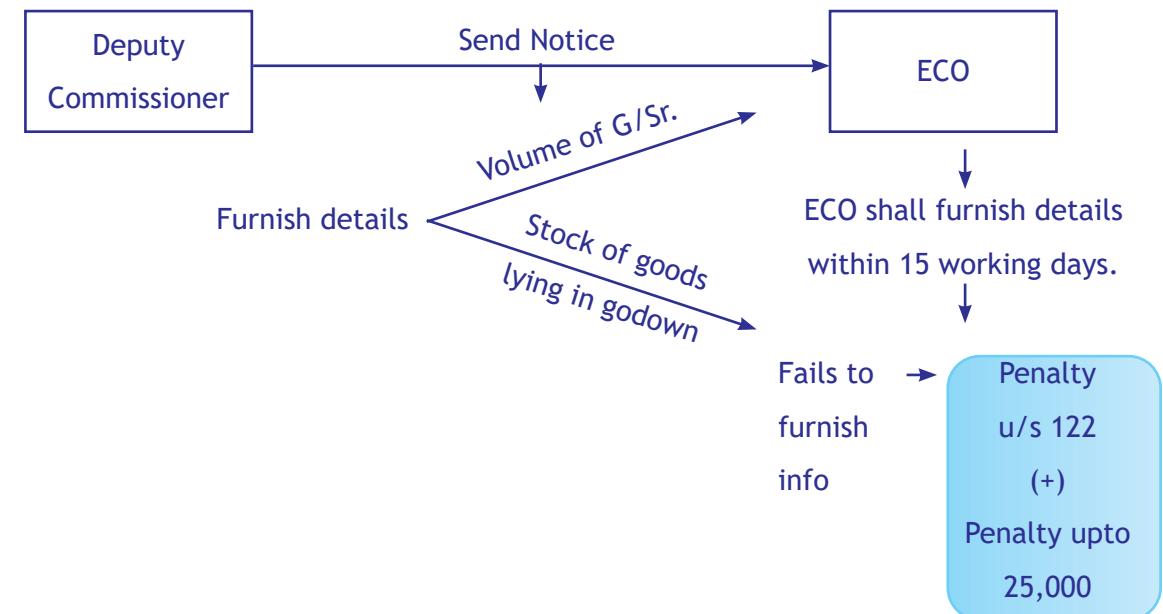 Deputy
Commissioner
Send Notice
ECO
Volume of G/Sr.
Furnish details
Stock of goods
lying in godown
ECO shall furnish details
within 15 working days.
Fails to
furnish
info
Penalty
u/s 122
(+)
Penalty upto
25,000